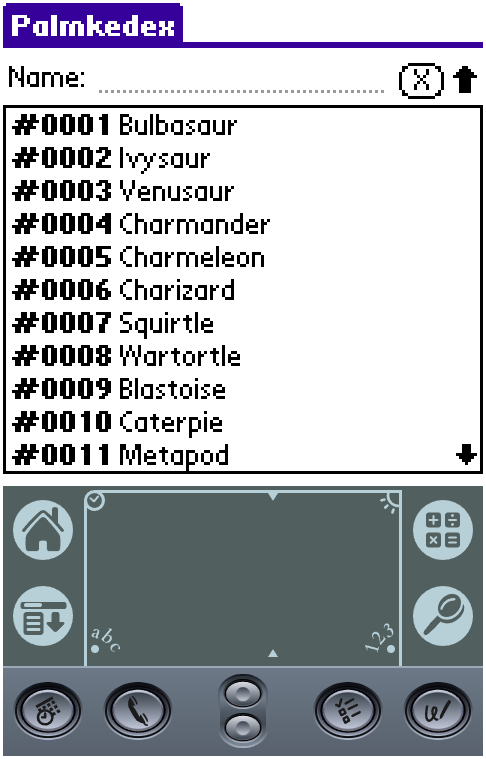 Palmkedex
Name: X
#0001 Bulbasaur
#0002 Ivysaur
#0003 Venusaur
#0004 Charmander
#0005 Charmeleon
#0006 Charizard
#0007 Squirtle
#0008 Wartortle
#0009 Blastoise
#0010 Caterpie
#0011 Metapod
abc 123